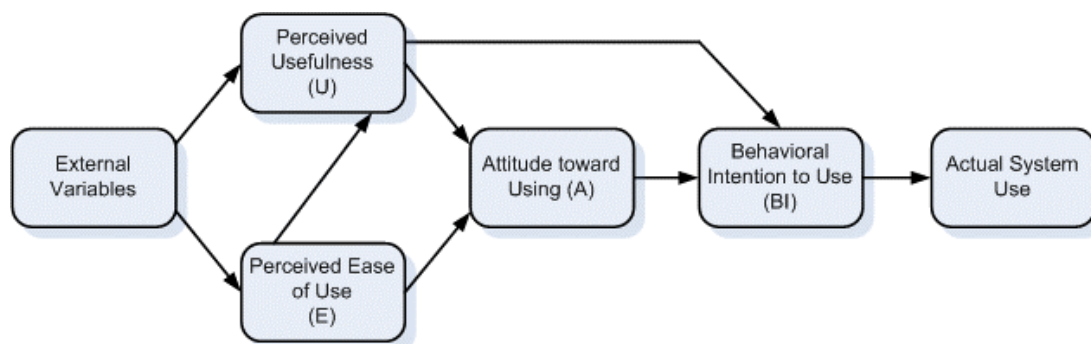 External
Variables
Perceived
Usefulness
(U)
Perceived Ease
of Use
(E)
Attitude toward
Using (A)
Behavioral
Intention to Use
(BI)
Actual System
Use